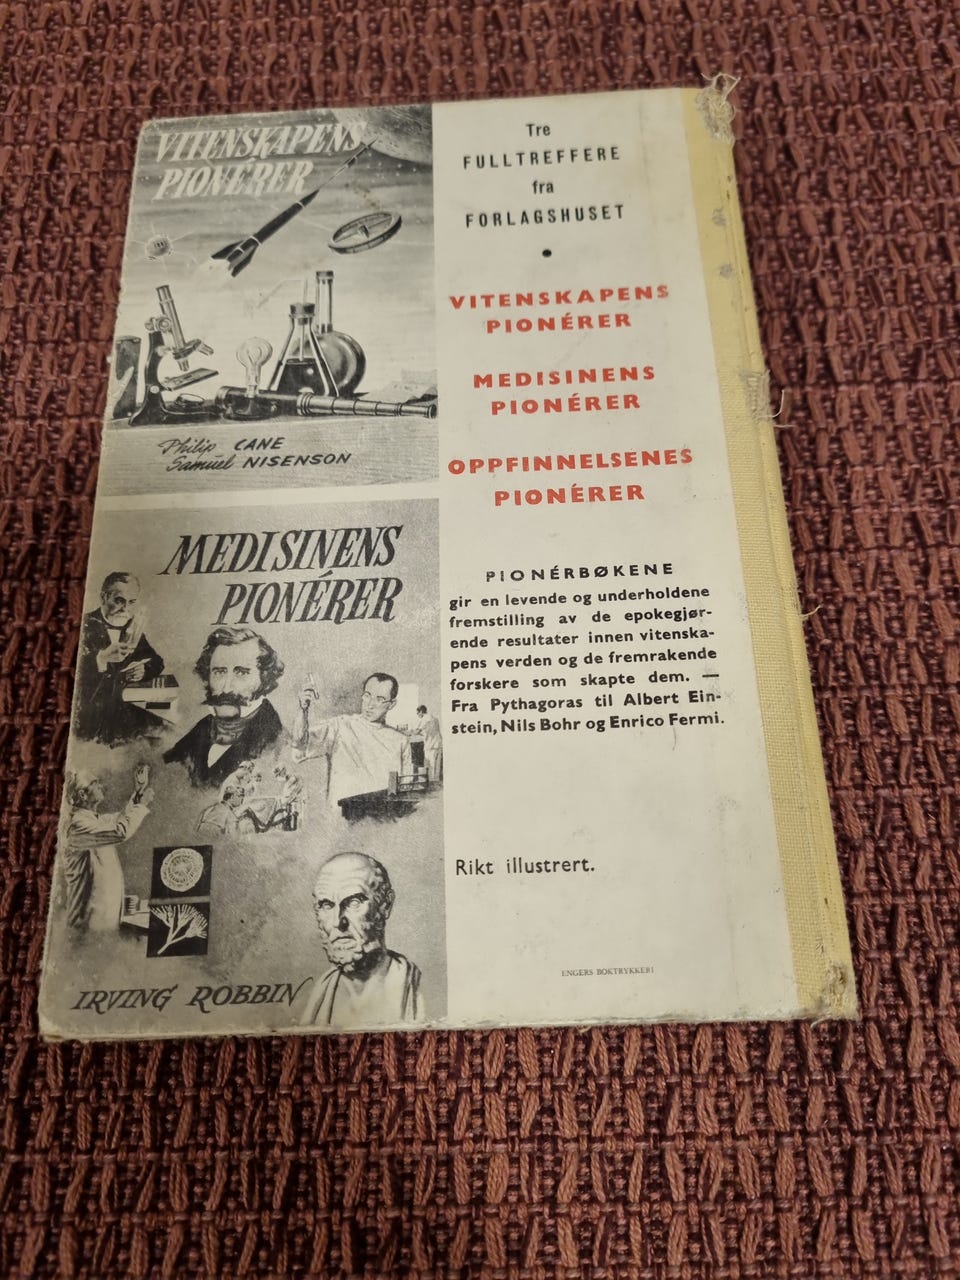 VITENSKAPENS
PIONÉRER
Philip CANE
Samuel NISENSON
MEDISINENS
PIONÉRER
IRVING ROBBIN
Tre
FULLTREFFERE
fra
FORLAGSHUSET
•
VITENSKAPENS
PIONÉRER
MEDISINENS
PIONÉRER
OPPFINNELSENES
PIONÉRER
PIONÉRBØKENE
gir en levende og underholdene
fremstilling av de epokegjør-
ende resultater innen vitenska-
pens verden og de fremrakende
forskere som skapte dem. —
Fra Pythagoras til Albert Ein-
stein, Nils Bohr og Enrico Fermi.
Rikt illustrert.
ENGERS BOKTRYKKERI